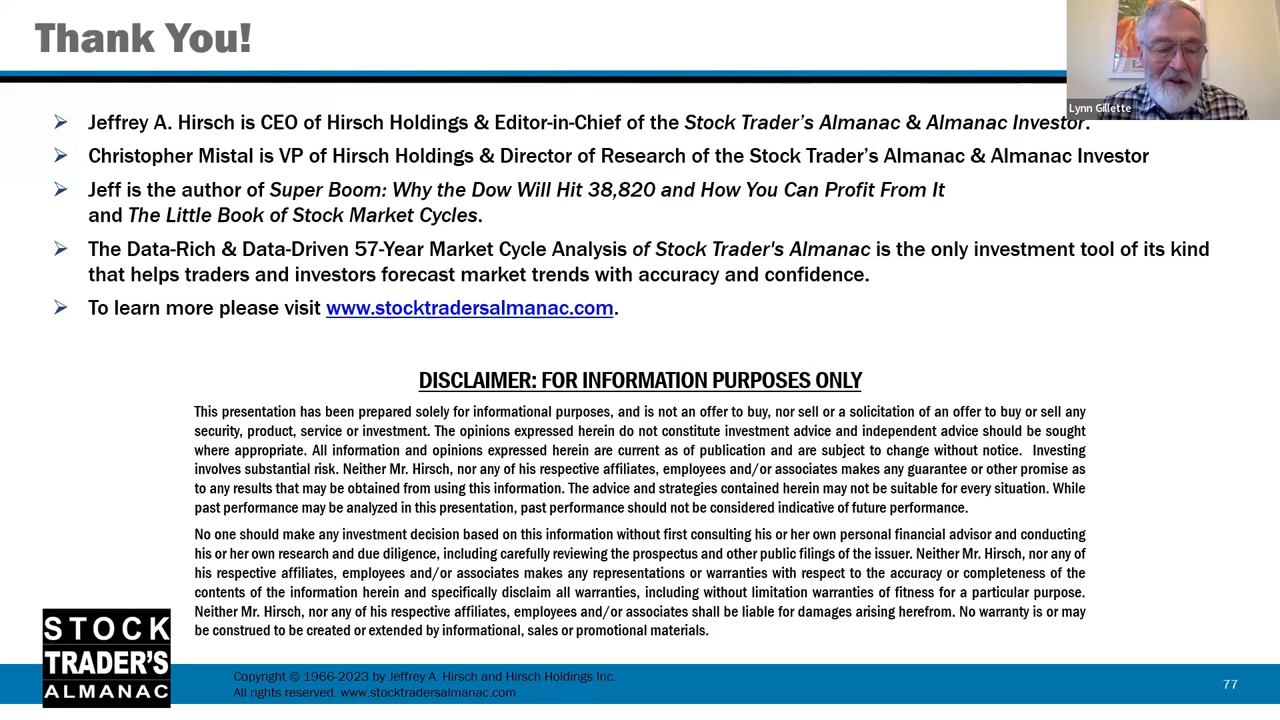 Thank You!
Lynn Gillette
Jeffrey A. Hirsch is CEO of Hirsch Holdings & Editor-in-Chief of the Stock Trader’s Almanac & Almanac Investor.
Christopher Mistal is VP of Hirsch Holdings & Director of Research of the Stock Trader’s Almanac & Almanac Investor
Jeff is the author of Super Boom: Why the Dow Will Hit 38,820 and How You Can Profit From It
and The Little Book of Stock Market Cycles.
The Data-Rich & Data-Driven 57-Year Market Cycle Analysis of Stock Trader's Almanac is the only investment tool of its kind
that helps traders and investors forecast market trends with accuracy and confidence.
To learn more please visit www.stocktradersalmanac.com.
DISCLAIMER: FOR INFORMATION PURPOSES ONLY
This presentation has been prepared solely for informational purposes, and is not an offer to buy, nor sell or a solicitation of an offer to buy or sell any
security, product, service or investment. The opinions expressed herein do not constitute investment advice and independent advice should be sought
where appropriate. All information and opinions expressed herein are current as of publication and are subject to change without notice. Investing
involves substantial risk. Neither Mr. Hirsch, nor any of his respective affiliates, employees and/or associates makes any guarantee or other promise as
to any results that may be obtained from using this information. The advice and strategies contained herein may not be suitable for every situation. While
past performance may be analyzed in this presentation, past performance should not be considered indicative of future performance.
No one should make any investment decision based on this information without first consulting his or her own personal financial advisor and conducting
his or her own research and due diligence, including carefully reviewing the prospectus and other public filings of the issuer. Neither Mr. Hirsch, nor any of
his respective affiliates, employees and/or associates makes any representations or warranties with respect to the accuracy or completeness of the
contents of the information herein and specifically disclaim all warranties, including without limitation warranties of fitness for a particular purpose.
Neither Mr. Hirsch, nor any of his respective affiliates, employees and/or associates shall be liable for damages arising herefrom. No warranty is or may
be construed to be created or extended by informational, sales or promotional materials.
STOCK
TRADER'S
ALMANAC
Copyright © 1966-2023 by Jeffrey A. Hirsch and Hirsch Holdings Inc.
All rights reserved. www.stocktradersalmanac.com
77